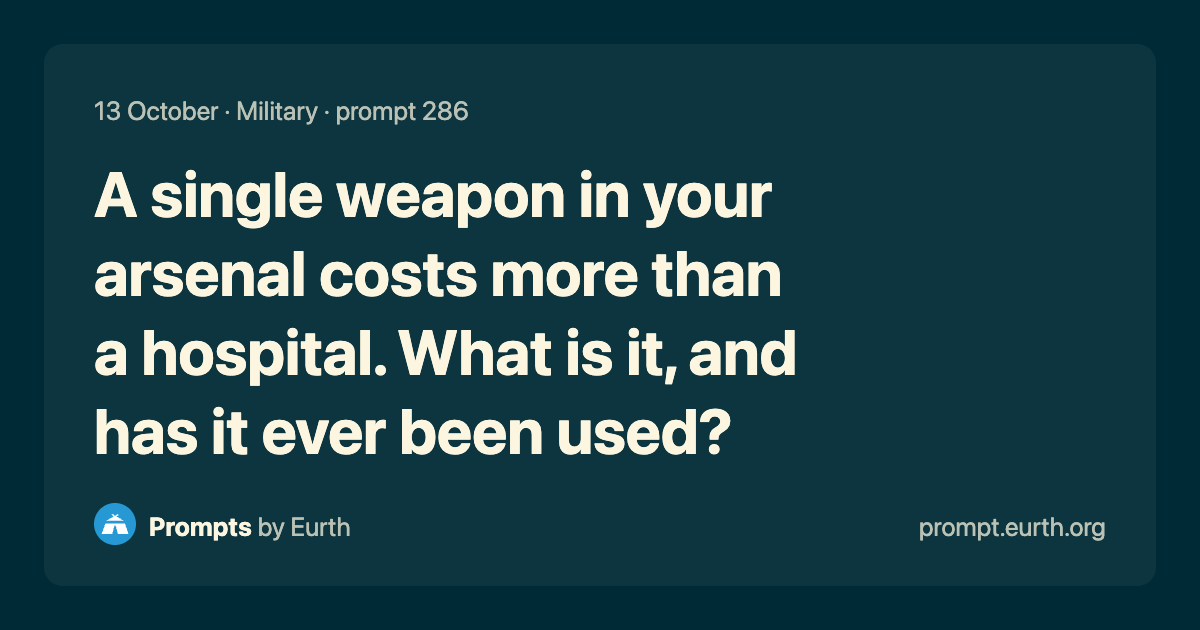 13 October · Military · prompt 286
A single weapon in your
arsenal costs more than
a hospital. What is it, and
has it ever been used?
Prompts by Eurth
prompt.eurth.org